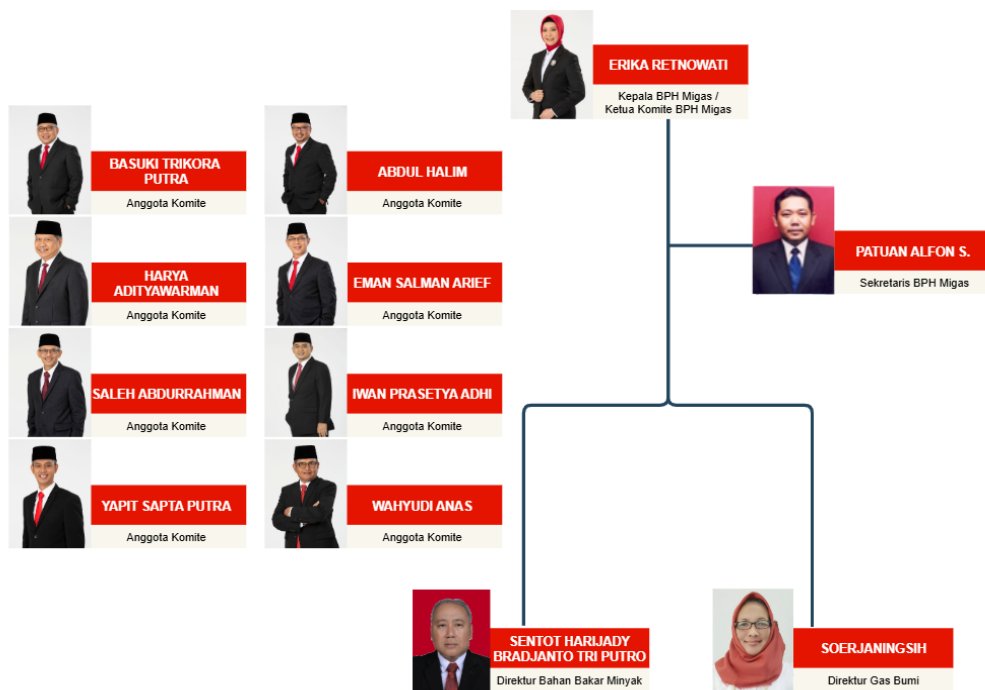 ERIKA RETNOWATI
Kepala BPH Migas /
Ketua Komite BPH Migas
BASUKI TRIKORA
PUTRA
Anggota Komite
ABDUL HALIM
Anggota Komite
HARYA
ADITYAWARMAN
Anggota Komite
EMAN SALMAN ARIEF
Anggota Komite
SALEH ABDURRAHMAN
Anggota Komite
IWAN PRASETYA ADHI
Anggota Komite
YAPIT SAPTA PUTRA
Anggota Komite
WAHYUDI ANAS
Anggota Komite
PATUAN ALFON S.
Sekretaris BPH Migas
SENTOT HARIJADY
BRADJANTO TRI PUTRO
Direktur Bahan Bakar Minyak
SOERJANINGSIH
Direktur Gas Bumi